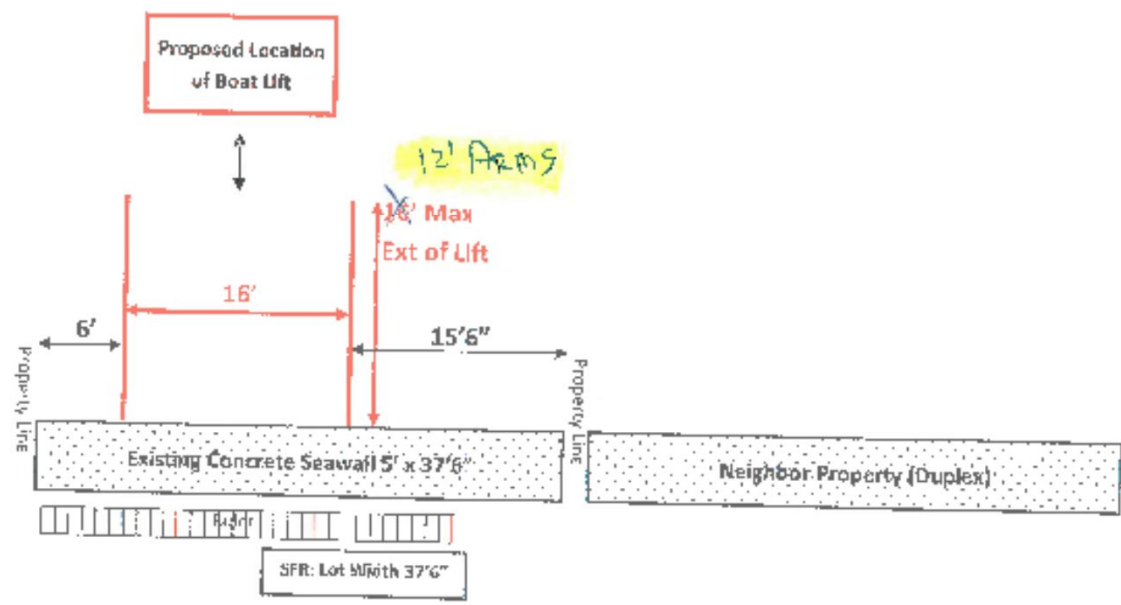 Proposed Location
of Boat Lift
12' ARMS
16' Max
Ext of Lift
16'
6'
15'6"
Property Line
Property Line
Existing Concrete Seawall 5' x 37'6"
Neighbor Property (Duplex)
SFR: Lot Width 37'6"